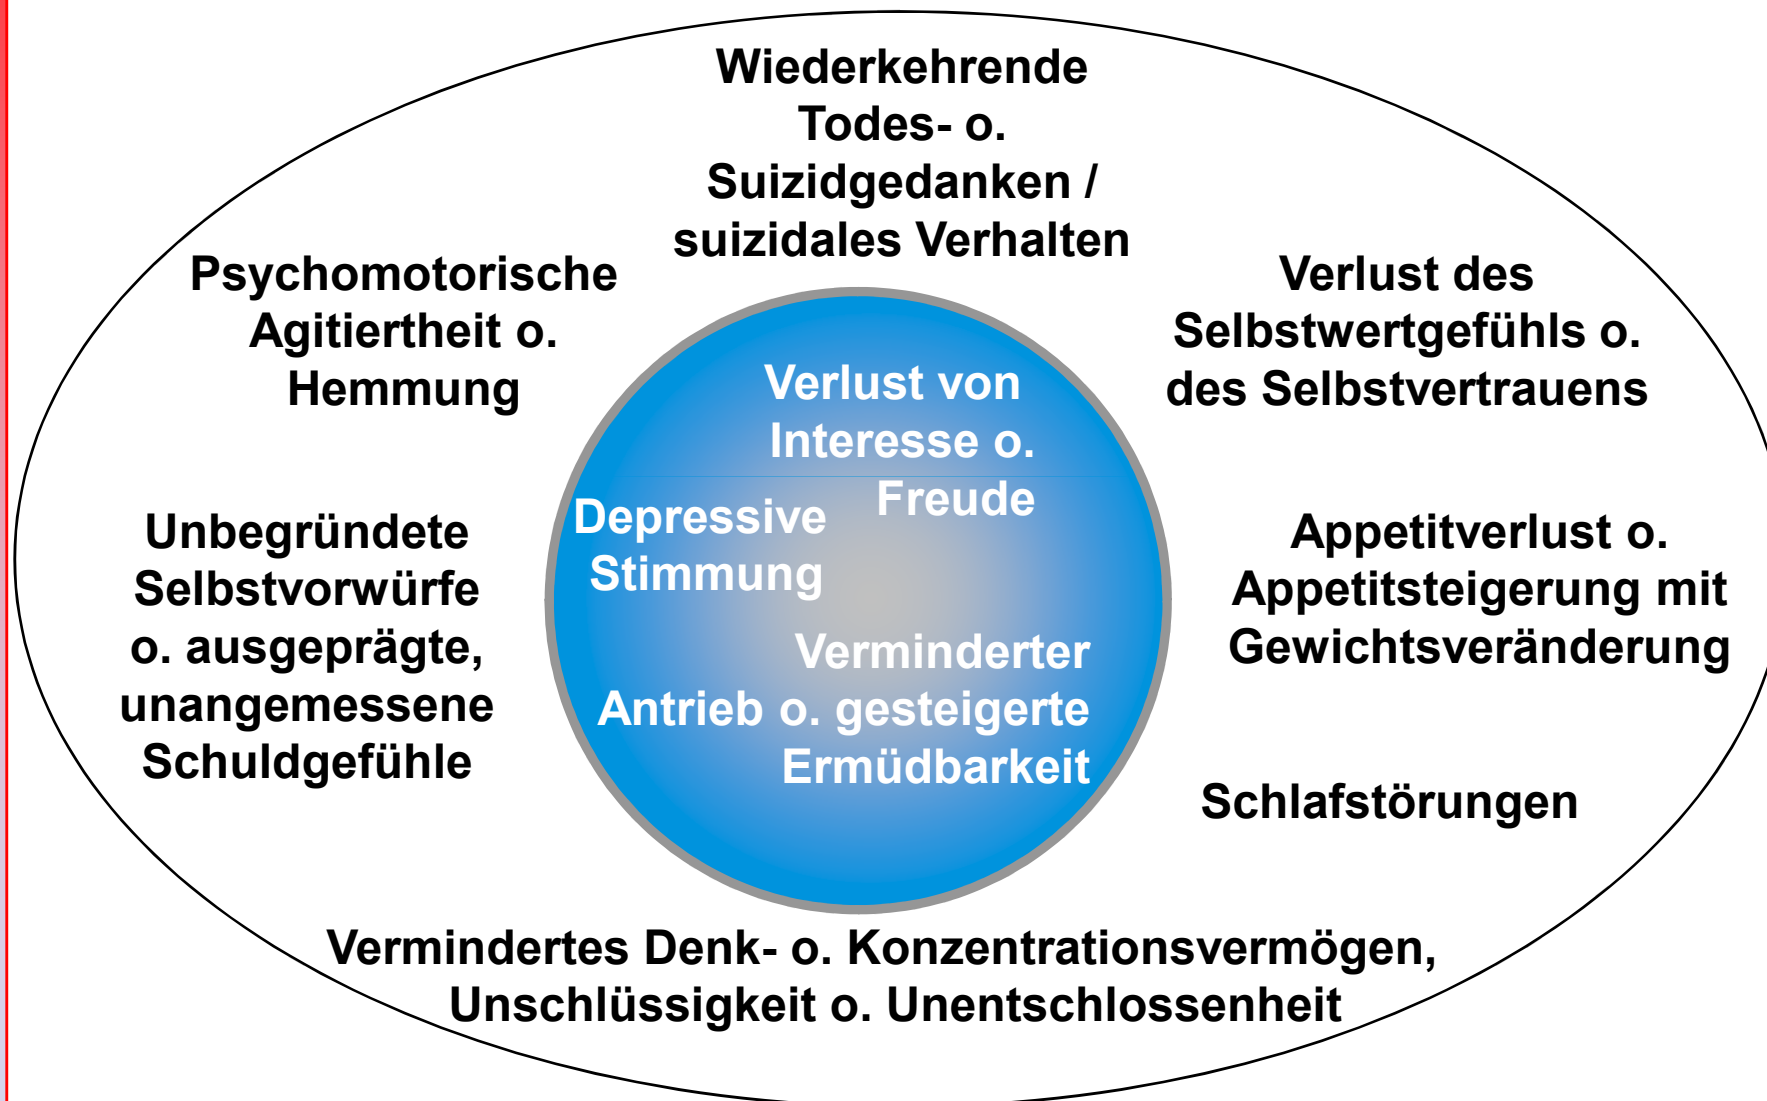 Wiederkehrende
Todes- o.
Suizidgedanken /
suizidales Verhalten
Psychomotorische
Agitiertheit o.
Hemmung
Verlust des
Selbstwertgefühls o.
des Selbstvertrauens
Verlust von
Interesse o.
Freude
Depressive
Stimmung
Verminderter
Antrieb o. gesteigerte
Ermüdbarkeit
Unbegründete
Selbstvorwürfe
o. ausgeprägte,
unangemessene
Schuldgefühle
Appetitverlust o.
Appetitsteigerung mit
Gewichtsveränderung
Schlafstörungen
Vermindertes Denk- o. Konzentrationsvermögen,
Unschlüssigkeit o. Unentschlossenheit